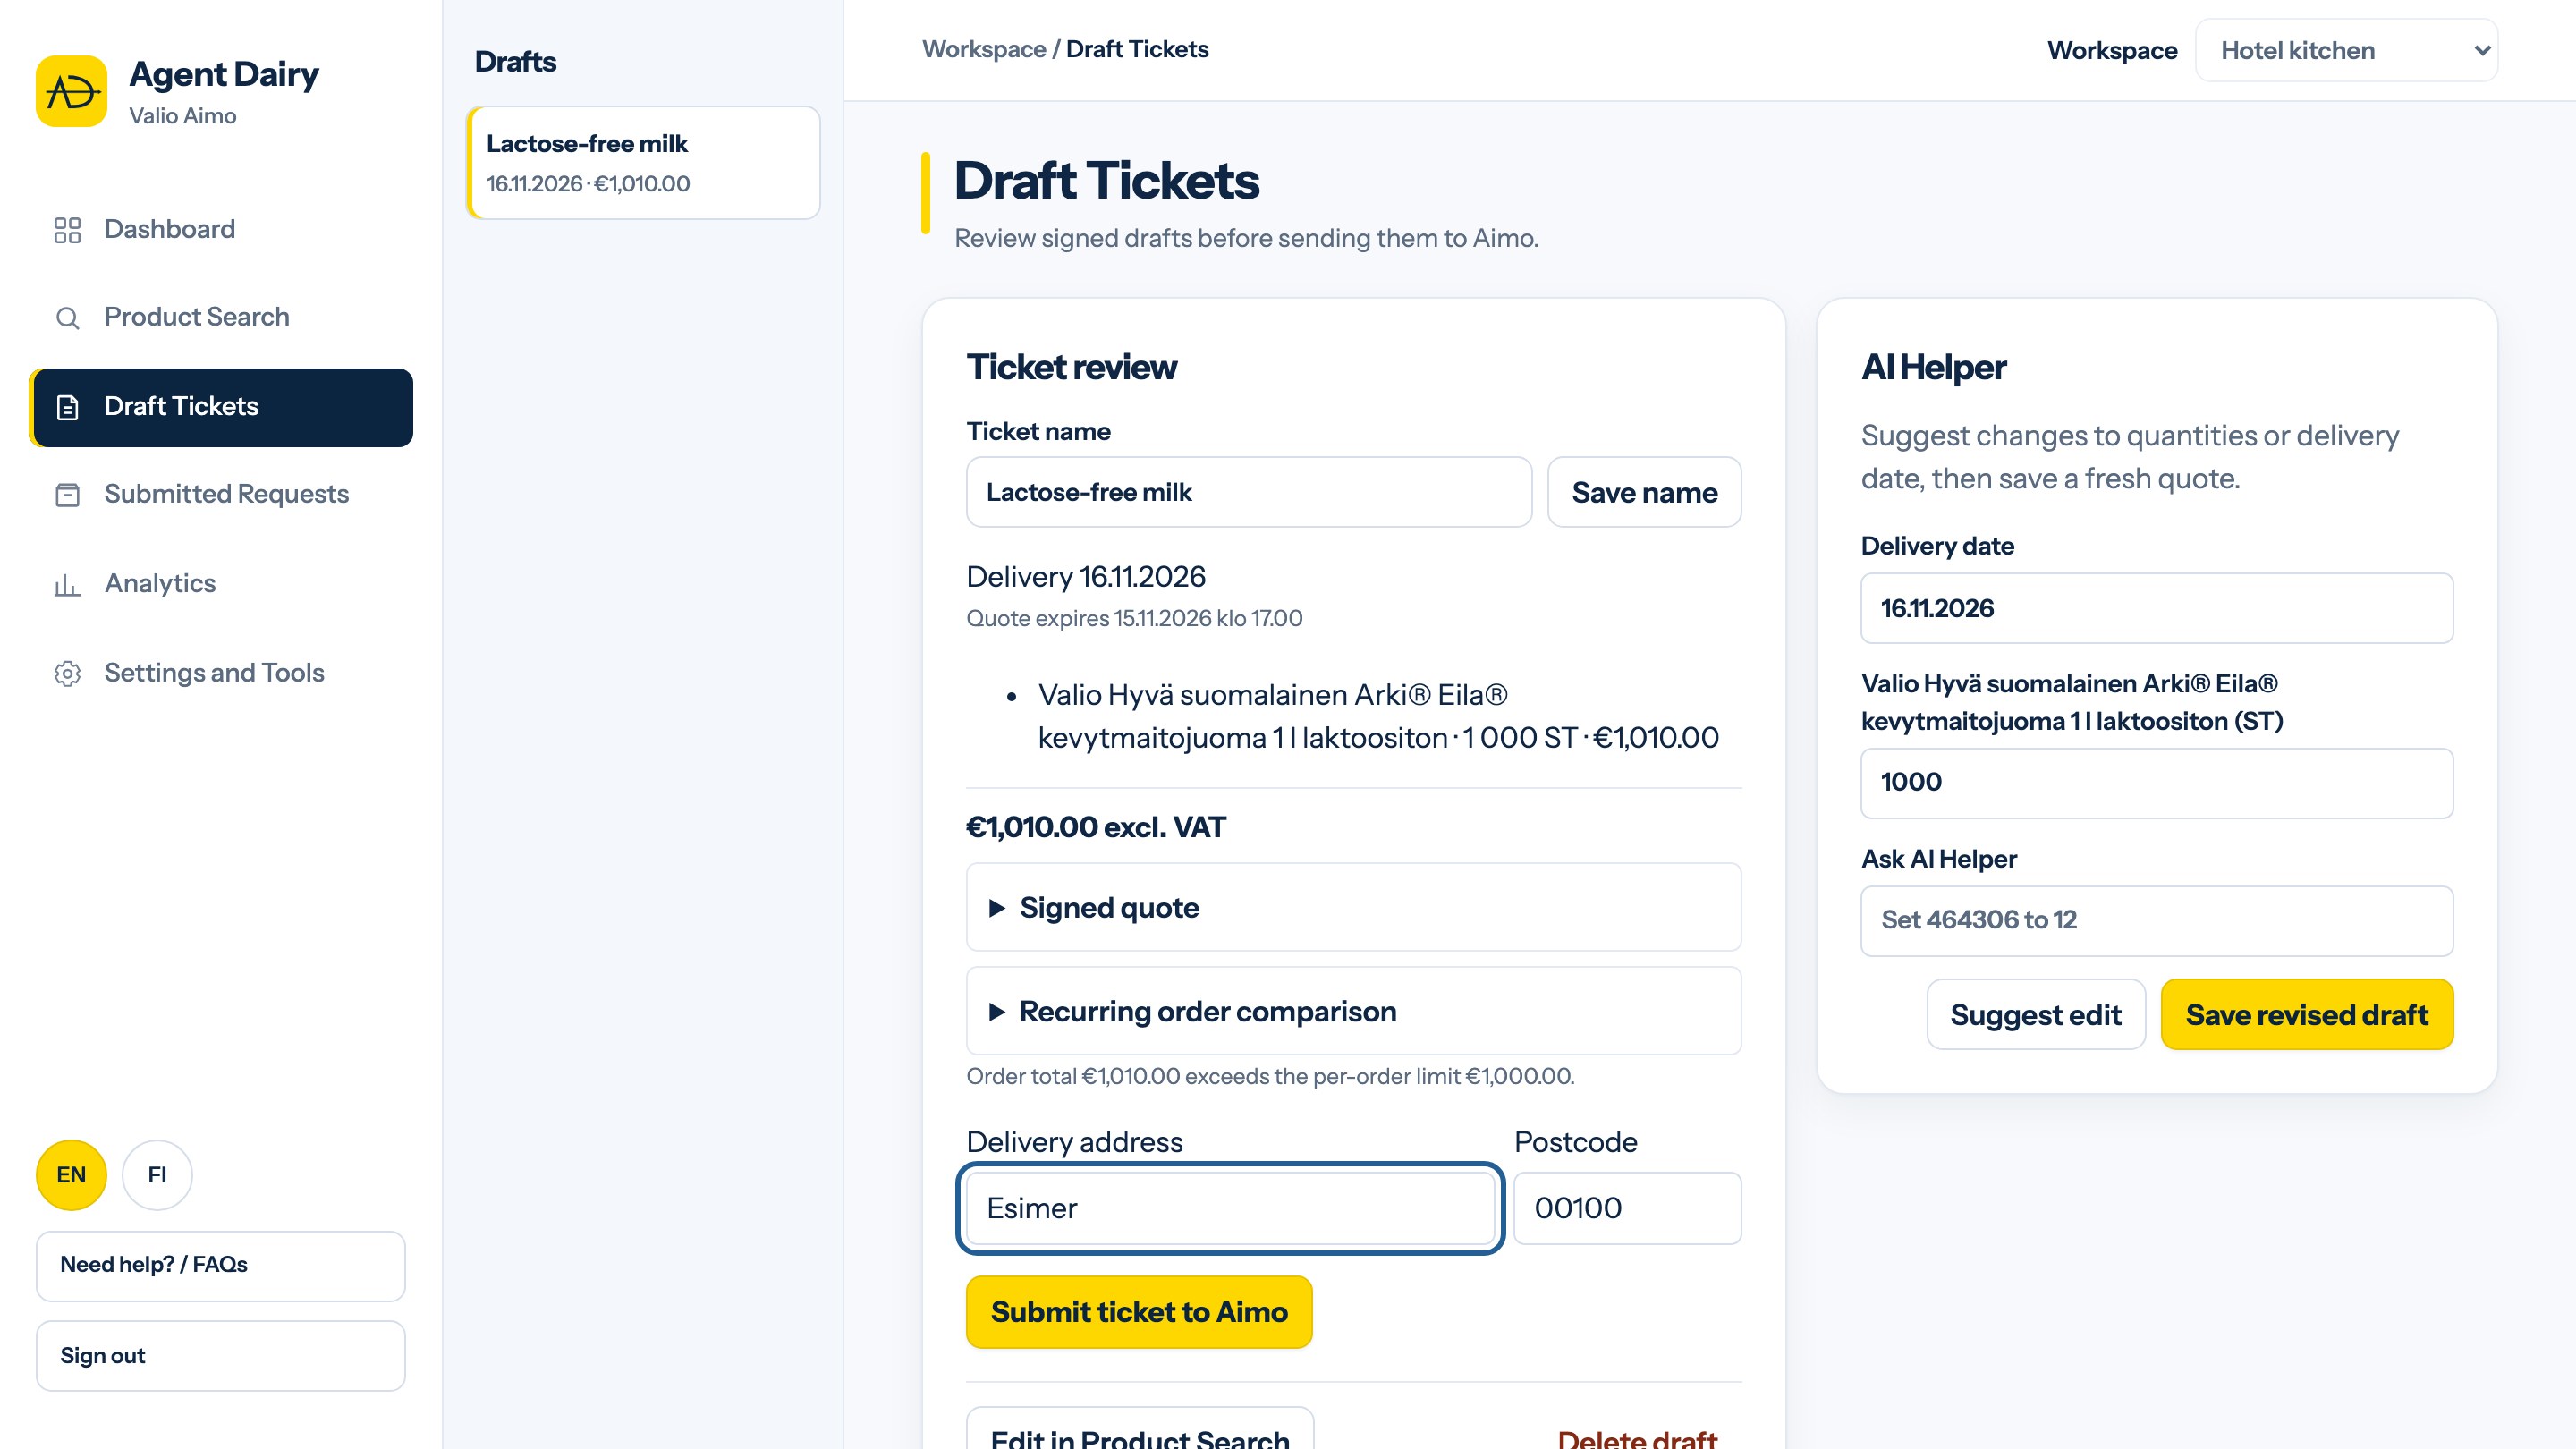 Agent Dairy
Valio Aimo
Dashboard
Product Search
Draft Tickets
Submitted Requests
Analytics
Settings and Tools
EN
FI
Need help? / FAQs
Sign out
Drafts
Lactose-free milk
16.11.2026 · €1,010.00
Workspace / Draft Tickets
Workspace
Hotel kitchen
Draft Tickets
Review signed drafts before sending them to Aimo.
Ticket review
Ticket name
Lactose-free milk
Save name
Delivery 16.11.2026
Quote expires 15.11.2026 klo 17.00
• Valio Hyvä suomalainen Arki® Eila®
kevytmaitojuoma 1 l laktoositon · 1 000 ST · €1,010.00
€1,010.00 excl. VAT
Signed quote
Recurring order comparison
Order total €1,010.00 exceeds the per-order limit €1,000.00.
Delivery address
Postcode
Esimer
00100
Submit ticket to Aimo
Edit in Product Search
Delete draft
AI Helper
Suggest changes to quantities or delivery
date, then save a fresh quote.
Delivery date
16.11.2026
Valio Hyvä suomalainen Arki® Eila®
kevytmaitojuoma 1 l laktoositon (ST)
1000
Ask AI Helper
Set 464306 to 12
Suggest edit
Save revised draft